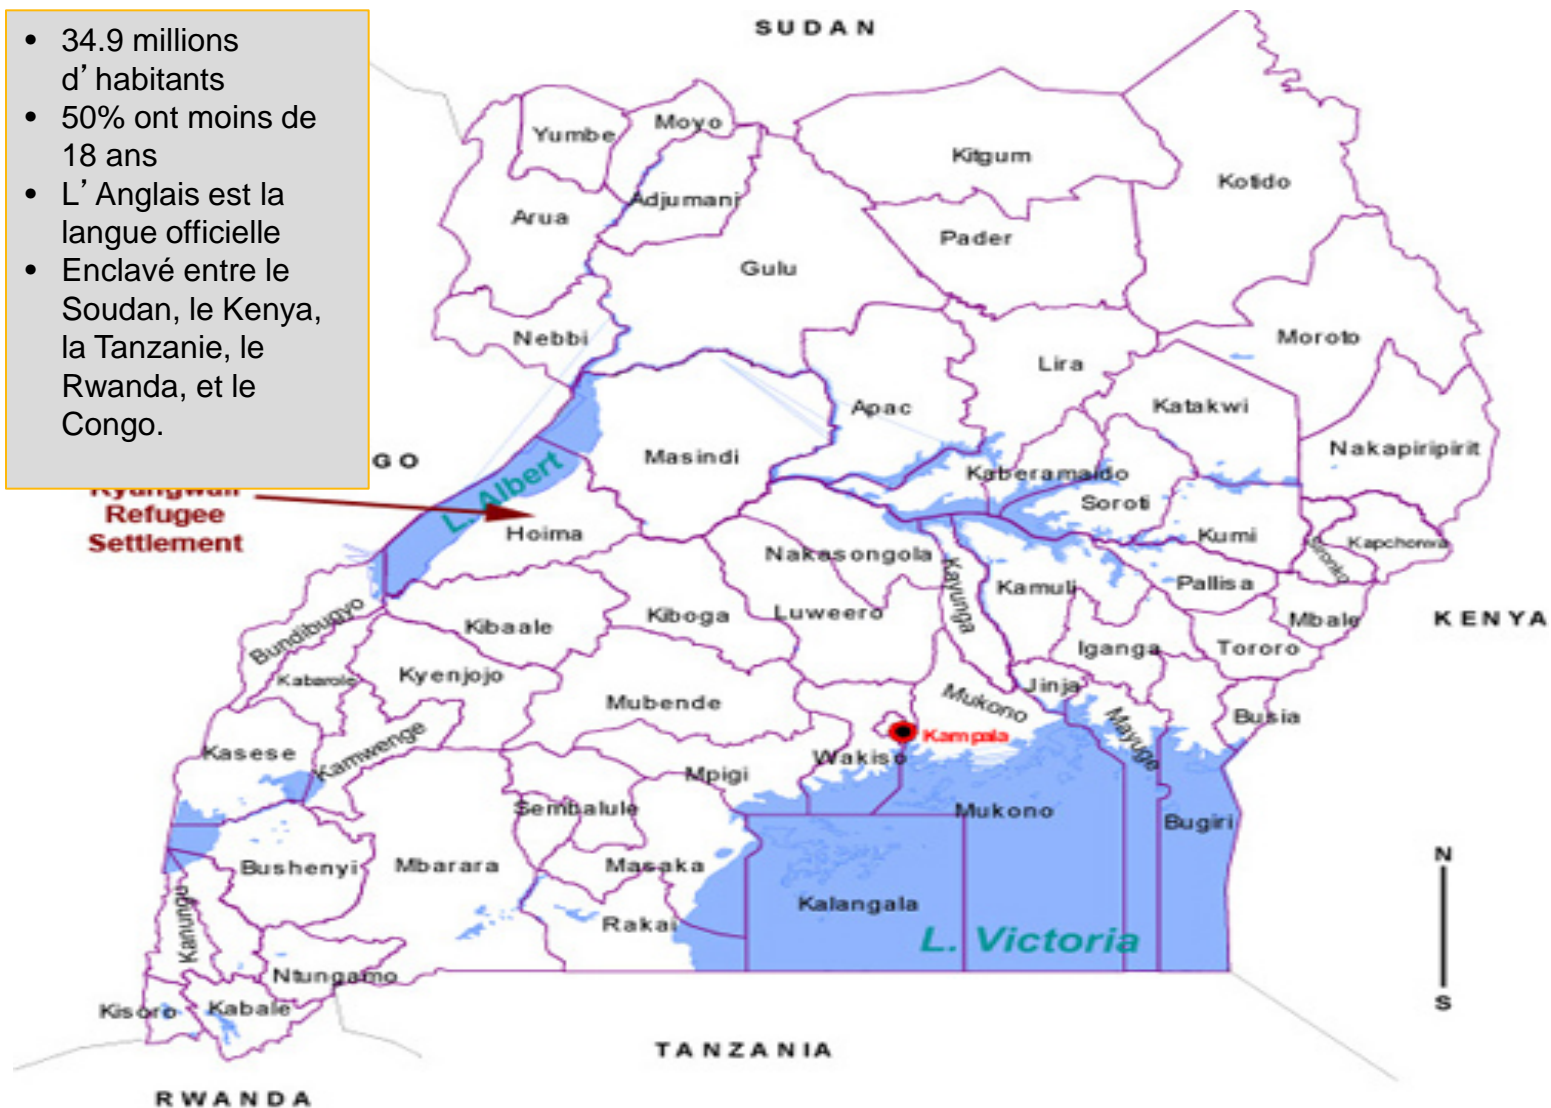 • 34.9 millions
d’ habitants
• 50% ont moins de
18 ans
• L’ Anglais est la
langue officielle
• Enclavé entre le
Soudan, le Kenya,
la Tanzanie, le
Rwanda, et le
Congo.
SUDAN
Yumbe
Moyo
Adjumani
Arua
Kitgum
Kotido
Pader
Gulu
Nebbi
Moroto
Lira
Apac
Katakwi
Nakapiripirit
Masindi
GO
L. Albert
Kaberamaido
Soroti
Refugee
Settlement
Hoima
Kumi
Kapchorwa
Sironko
Nakasongola
Kayunga
Kamuli
Pallisa
Bundibugyo
Kibaale
Kiboga
Luweero
Mbale
KENYA
Iganga
Tororo
Kabarole
Kyenjojo
Mubende
Mukono
Jinja
Mayuge
Busia
Kasese
Kamwenge
Kampala
Wakiso
Mpigi
Sembalule
Mukono
Bugiri
Bushenyi
Mbarara
Masaka
Kalangala
L. Victoria
Rakai
Kanungu
Ntungamo
Kisoro
Kabale
N
S
TANZANIA
RWANDA